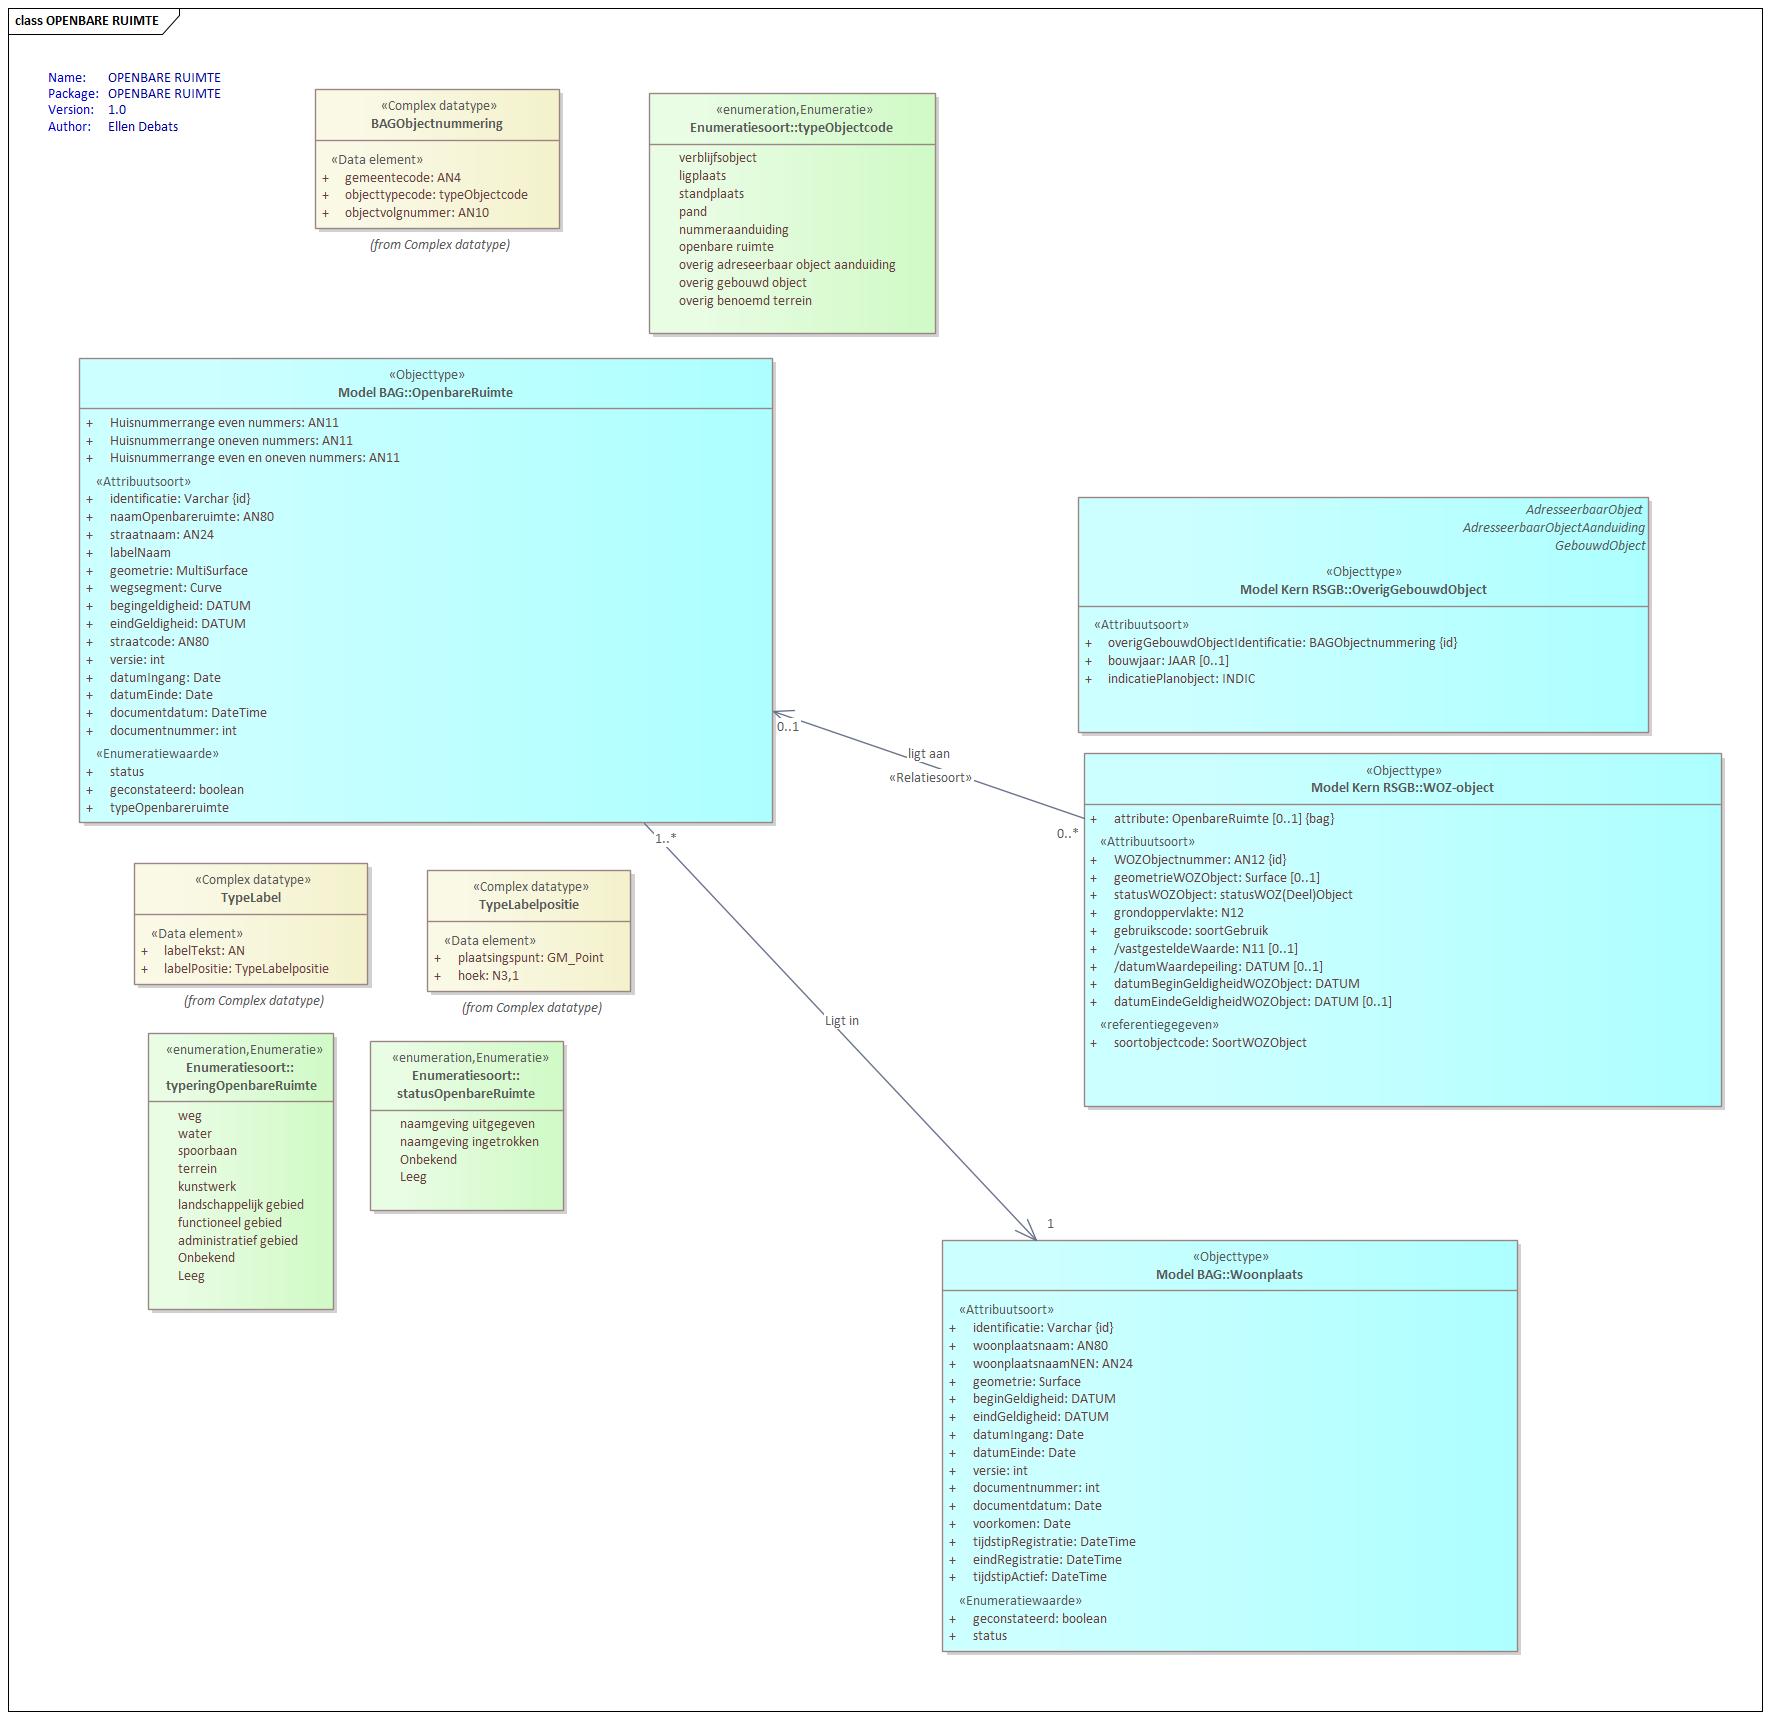 class OPENBARE RUIMTE
Name: OPENBARE RUIMTE
Package: OPENBARE RUIMTE
Version: 1.0
Author: Ellen Debats
«Complex datatype»
BAGObjectnummering
«Data element»
+ gemeentecode: AN4
+ objecttypecode: typeObjectcode
+ objectvolgnummer: AN10
(from Complex datatype)
«enumeration,Enumeratie»
Enumeratiesoort::typeObjectcode
verblijfsobject
ligplaats
standplaats
pand
nummeraanduiding
openbare ruimte
overig adreseerbaar object aanduiding
overig gebouwd object
overig benoemd terrein
«Objecttype»
Model BAG::OpenbareRuimte
+ Huisnummerrange even nummers: AN11
+ Huisnummerrange oneven nummers: AN11
+ Huisnummerrange even en oneven nummers: AN11
«Attribuutsoort»
+ identificatie: Varchar {id}
+ naamOpenbareruimte: AN80
+ straatnaam: AN24
+ labelNaam
+ geometrie: MultiSurface
+ wegsegment: Curve
+ begingeldigheid: DATUM
+ eindGeldigheid: DATUM
+ straatcode: AN80
+ versie: int
+ datumIngang: Date
+ datumEinde: Date
+ documentdatum: DateTime
+ documentnummer: int
«Enumeratiewaarde»
+ status
+ geconstateerd: boolean
+ typeOpenbareruimte
AdresseerbaarObject
AdresseerbaarObjectAanduiding
GebouwdObject
«Objecttype»
Model Kern RSGB::OverigGebouwdObject
«Attribuutsoort»
+ overigGebouwdObjectIdentificatie: BAGObjectnummering {id}
+ bouwjaar: JAAR [0..1]
+ indicatiePlanobject: INDIC
0..1
ligt aan
«Relatiesoort»
0..*
«Objecttype»
Model Kern RSGB::WOZ-object
+ attribute: OpenbareRuimte [0..1] {bag}
«Attribuutsoort»
+ WOZObjectnummer: AN12 {id}
+ geometrieWOZObject: Surface [0..1]
+ statusWOZObject: statusWOZ(Deel)Object
+ grondoppervlakte: N12
+ gebruikscode: soortGebruik
+ /vastgesteldeWaarde: N11 [0..1]
+ /datumWaardepeiling: DATUM [0..1]
+ datumBeginGeldigheidWOZObject: DATUM
+ datumEindeGeldigheidWOZObject: DATUM [0..1]
«referentiegegeven»
+ soortobjectcode: SoortWOZObject
1..*
Ligt in
1
«Complex datatype»
TypeLabel
«Data element»
+ labelTekst: AN
+ labelPositie: TypeLabelpositie
(from Complex datatype)
«Complex datatype»
TypeLabelpositie
«Data element»
+ plaatsingspunt: GM_Point
+ hoek: N3,1
(from Complex datatype)
«enumeration,Enumeratie»
Enumeratiesoort::
typeringOpenbareRuimte
weg
water
spoorbaan
terrein
kunstwerk
landschappelijk gebied
functioneel gebied
administratief gebied
Onbekend
Leeg
«enumeration,Enumeratie»
Enumeratiesoort::
statusOpenbareRuimte
naamgeving uitgegeven
naamgeving ingetrokken
Onbekend
Leeg
«Objecttype»
Model BAG::Woonplaats
«Attribuutsoort»
+ identificatie: Varchar {id}
+ woonplaatsnaam: AN80
+ woonplaatsnaamNEN: AN24
+ geometrie: Surface
+ beginGeldigheid: DATUM
+ eindGeldigheid: DATUM
+ datumIngang: Date
+ datumEinde: Date
+ versie: int
+ documentnummer: int
+ documentdatum: Date
+ voorkomen: Date
+ tijdstipRegistratie: DateTime
+ eindRegistratie: DateTime
+ tijdstipActief: DateTime
«Enumeratiewaarde»
+ geconstateerd: boolean
+ status